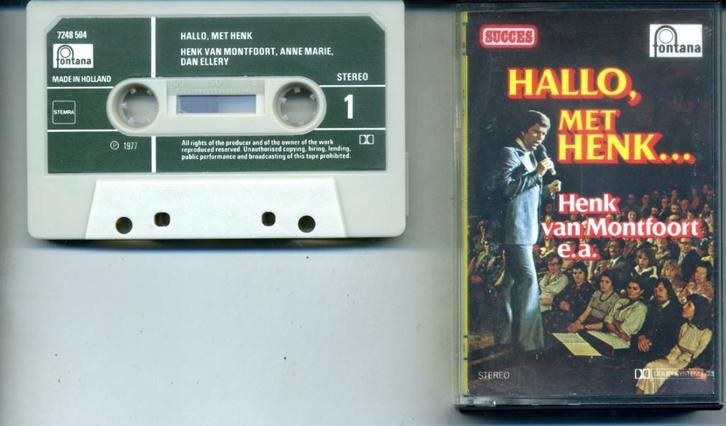 7248 504
fontana
MADE IN HOLLAND
STEMRA
℗ 1977
HALLO, MET HENK
HENK VAN MONTFOORT, ANNE MARIE,
DAN ELLERY
STEREO
1
All rights of the producer and of the owner of the work
reproduced reserved. Unauthorised copying, hiring, lending,
public performance and broadcasting of this tape prohibited.
SUCCES
fontana
HALLO,
MET
HENK...
Henk
van Montfoort
e.a.
STEREO
DOLBY SYSTEM